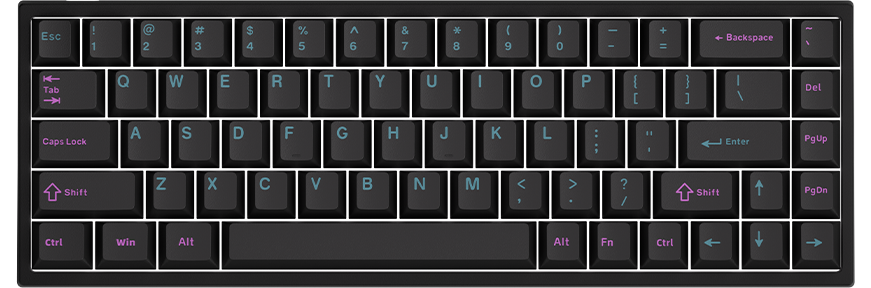 Esc ! 1 @ 2 # 3 $ 4 % 5 ^ 6 & 7 * 8 ( 9 ) 0 — - + = ← Backspace ~ `
Tab Q W E R T Y U I O P { [ } ] | \ Del
Caps Lock A S D F G H J K L : ; " ' ↵ Enter PgUp
⇧ Shift Z X C V B N M < , > . ? / ⇧ Shift ↑ PgDn
Ctrl Win Alt Alt Fn Ctrl ← ↓ →